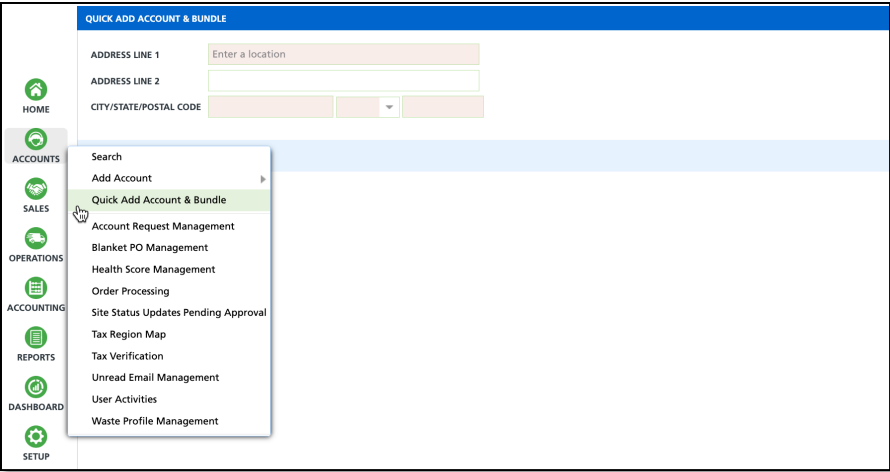 QUICK ADD ACCOUNT & BUNDLE
ADDRESS LINE 1
Enter a location
ADDRESS LINE 2
CITY/STATE/POSTAL CODE
HOME
ACCOUNTS
SALES
OPERATIONS
ACCOUNTING
REPORTS
DASHBOARD
SETUP
Search
Add Account
Quick Add Account & Bundle
Account Request Management
Blanket PO Management
Health Score Management
Order Processing
Site Status Updates Pending Approval
Tax Region Map
Tax Verification
Unread Email Management
User Activities
Waste Profile Management